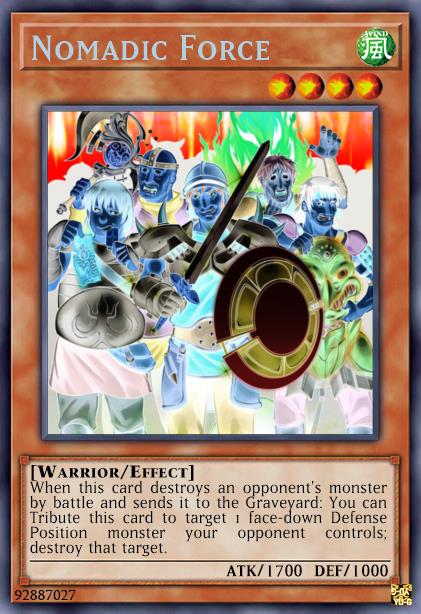 Nomadic Force
WIND
風
[Warrior/Effect]
When this card destroys an opponent's monster
by battle and sends it to the Graveyard: You can
Tribute this card to target 1 face-down Defense
Position monster your opponent controls;
destroy that target.
ATK/1700 DEF/1000
92887027